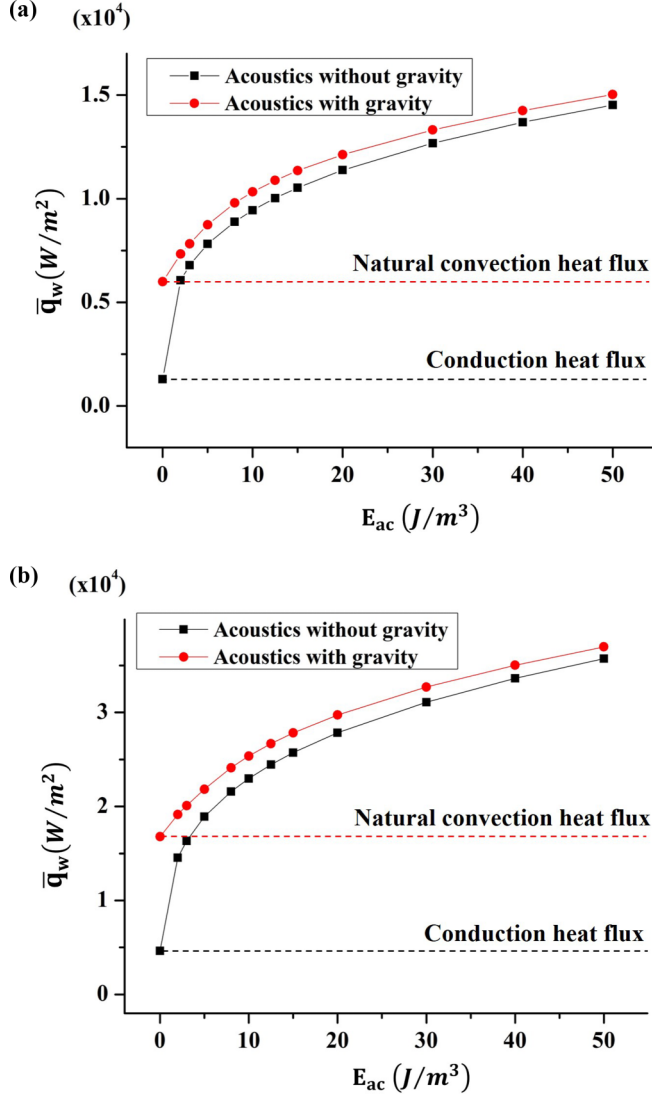 (a)
(x10⁴)
Acoustics without gravity
Acoustics with gravity
1.5
1.0
0.5
0.0
q̅w(W/m²)
Natural convection heat flux
Conduction heat flux
0 10 20 30 40 50
Eac (J/m³)
(b)
(x10⁴)
Acoustics without gravity
Acoustics with gravity
3
2
1
0
q̅w(W/m²)
Natural convection heat flux
Conduction heat flux
0 10 20 30 40 50
Eac (J/m³)